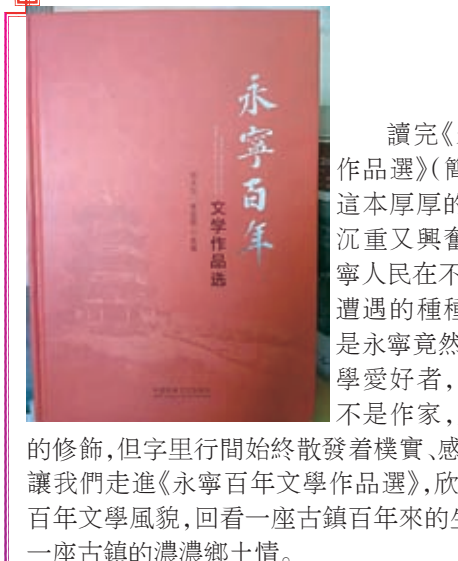 永寧百年
文学作品选
讀完《
作品選》(簡
這本厚厚的
沉重又興奮
寧人民在不
遭遇的種種
是永寧竟然
學愛好者,
不是作家,
的修飾,但字里行間始終散發着樸實、感
讓我們走進《永寧百年文學作品選》,欣
百年文學風貌,回看一座古鎮百年來的生
一座古鎮的濃濃鄉土情。